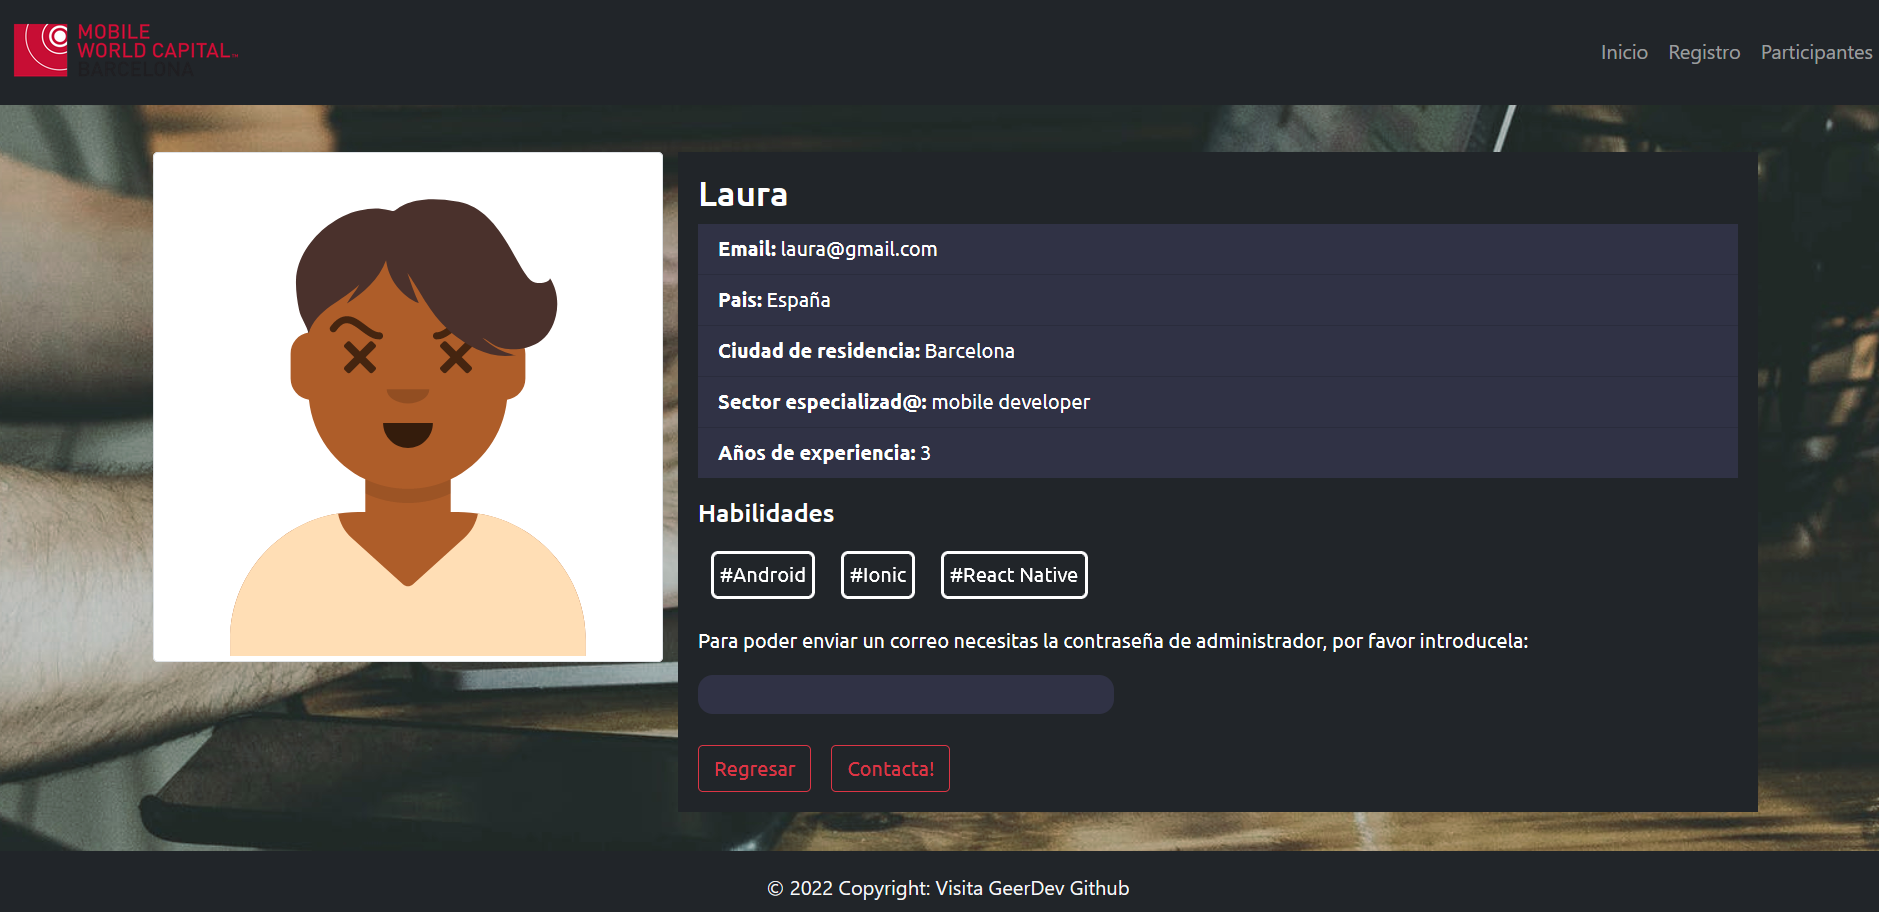 MOBILE
WORLD CAPITAL™
BARCELONA
Inicio Registro Participantes
Laura
Email: laura@gmail.com
Pais: España
Ciudad de residencia: Barcelona
Sector especializad@: mobile developer
Años de experiencia: 3
Habilidades
#Android #Ionic #React Native
Para poder enviar un correo necesitas la contraseña de administrador, por favor introducela:
Regresar Contacta!
© 2022 Copyright: Visita GeerDev Github